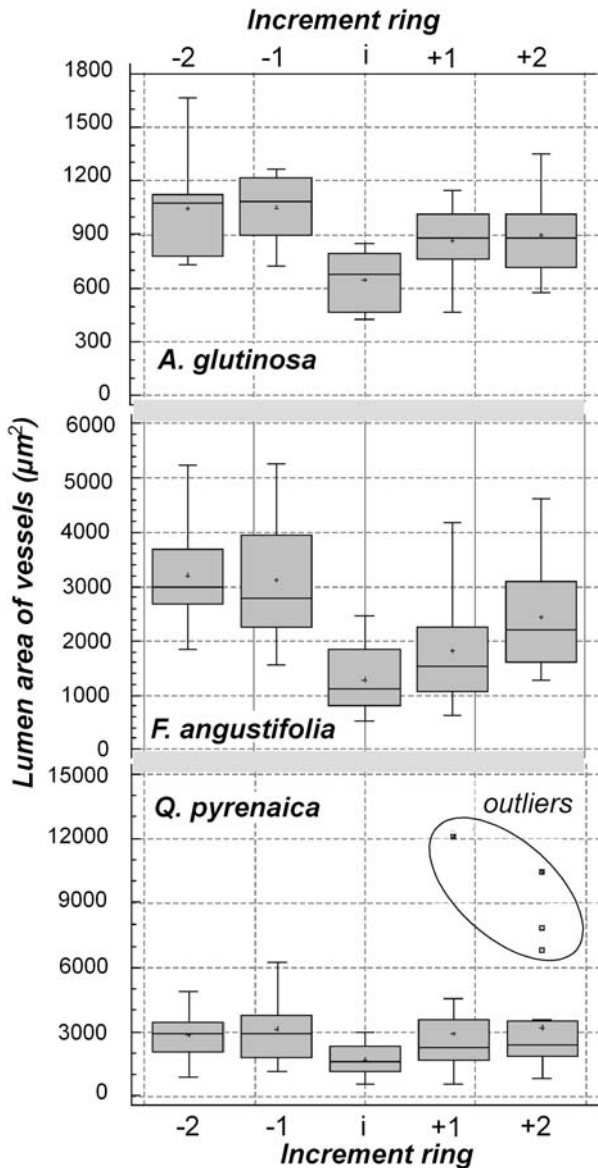 Increment ring
-2 -1 i +1 +2
1800
1500
1200
900
600
300
0
A. glutinosa
6000
5000
4000
3000
2000
1000
0
F. angustifolia
Lumen area of vessels (µm²)
15000
12000
9000
6000
3000
0
Q. pyrenaica
outliers
-2 -1 i +1 +2
Increment ring